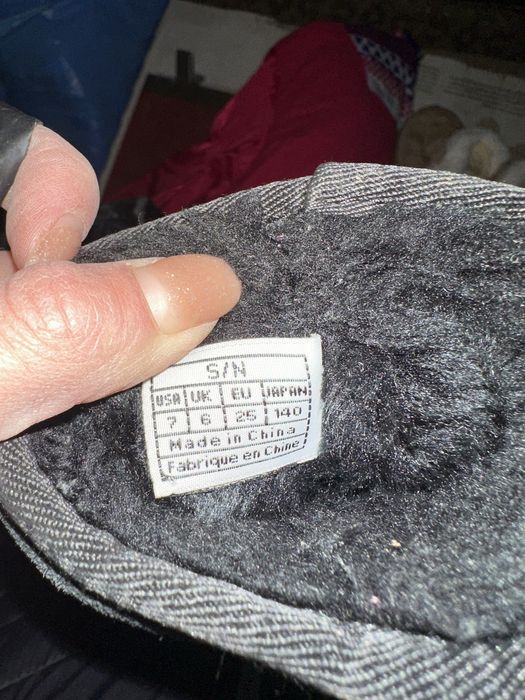 S/N
USA UK EU JAPAN
7 6 25 140
Made in China
Fabrique en Chine